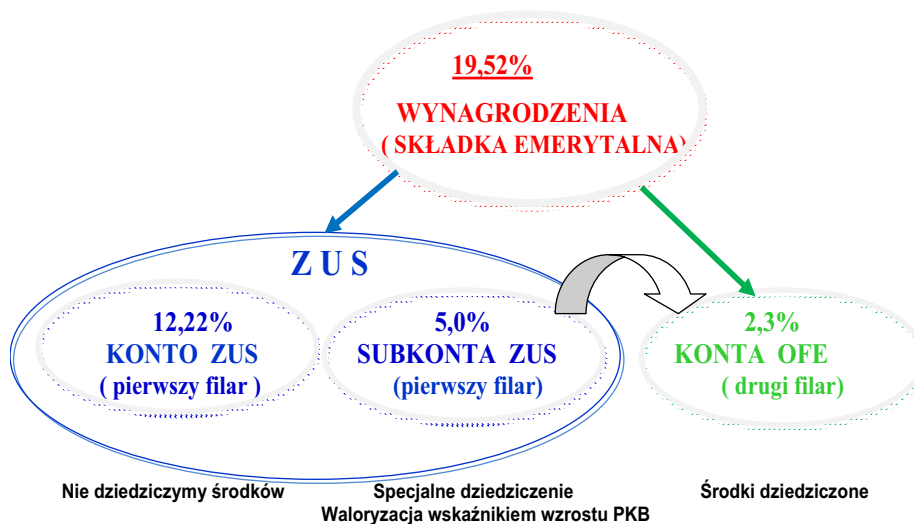 19,52%
WYNAGRODZENIA
( SKŁADKA EMERYTALNA)
Z U S
12,22%
KONTO ZUS
( pierwszy filar )
5,0%
SUBKONTA ZUS
(pierwszy filar)
2,3%
KONTA OFE
( drugi filar)
Nie dziedziczymy środków
Specjalne dziedziczenie
Waloryzacja wskaźnikiem wzrostu PKB
Środki dziedziczone